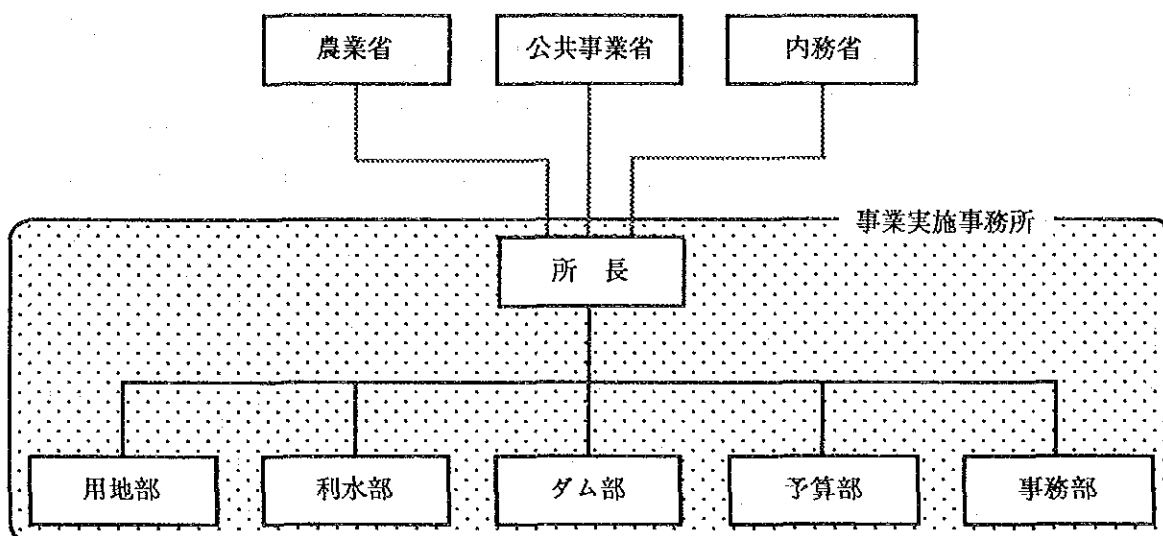 農業省
公共事業省
内務省
事業実施事務所
所 長
用地部
利水部
ダム部
予算部
事務部